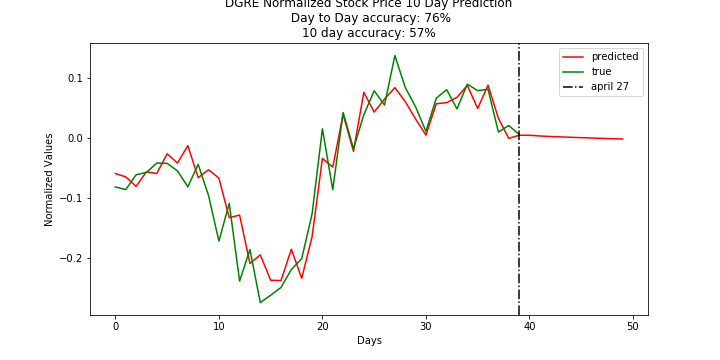 DGRE Normalized Stock Price 10 Day Prediction
Day to Day accuracy: 76%
10 day accuracy: 57%
predicted
true
april 27
Normalized Values
0.1
0.0
−0.1
−0.2
0
10
20
30
40
50
Days